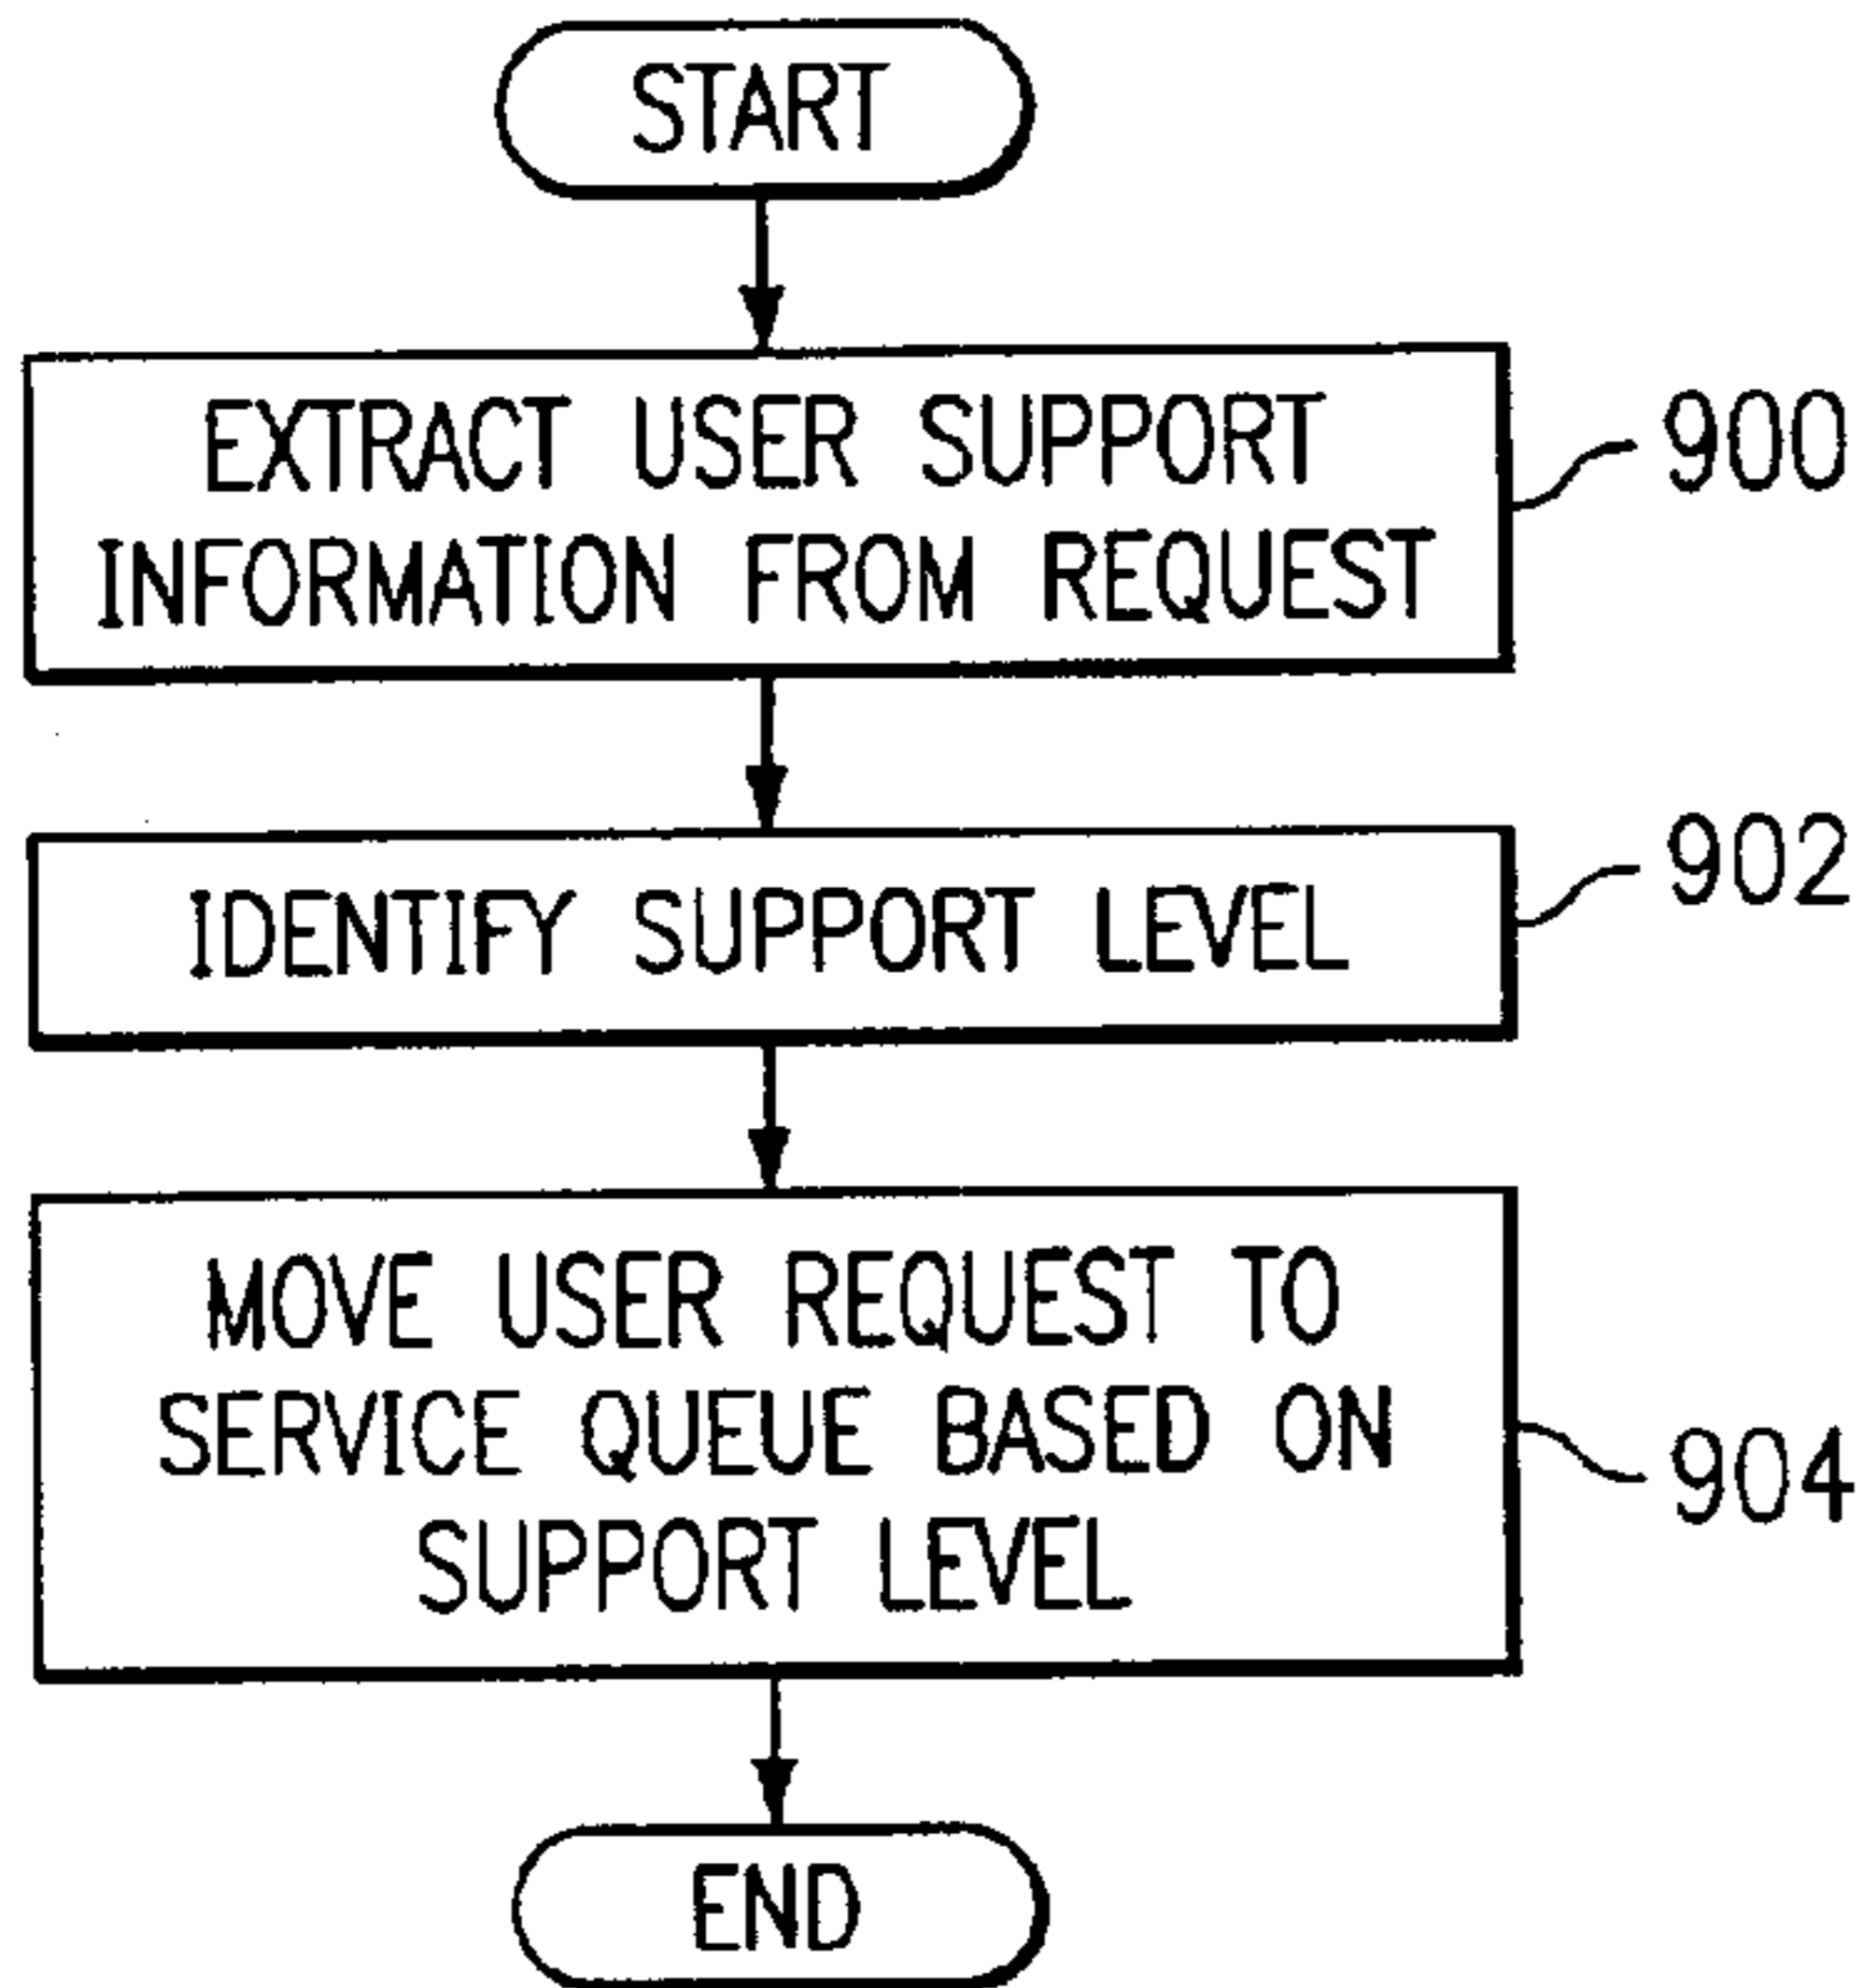 START
EXTRACT USER SUPPORT
INFORMATION FROM REQUEST
900
IDENTIFY SUPPORT LEVEL
902
MOVE USER REQUEST TO
SERVICE QUEUE BASED ON
SUPPORT LEVEL
904
END